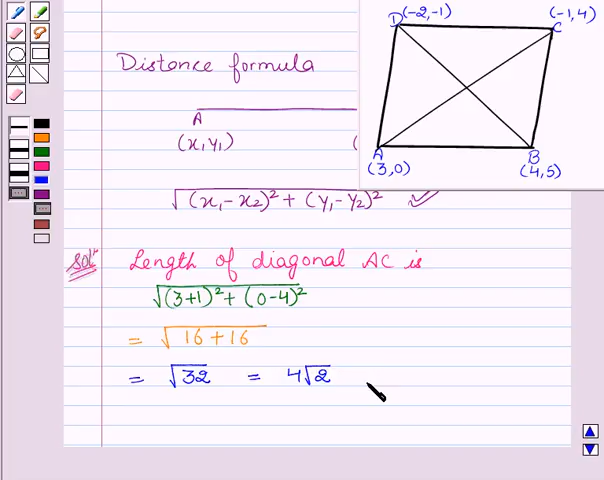 D(-2,-1)
(-1,4)
C
Distance formula
A
(x,y₁)
(
A
(3,0)
B
(4,5)
√(x₁-x₂)² + (y₁-y₂)² ✓
Solⁿ Length of diagonal AC is
√(3+1)² + (0-4)²
= √16+16
= √32 = 4√2